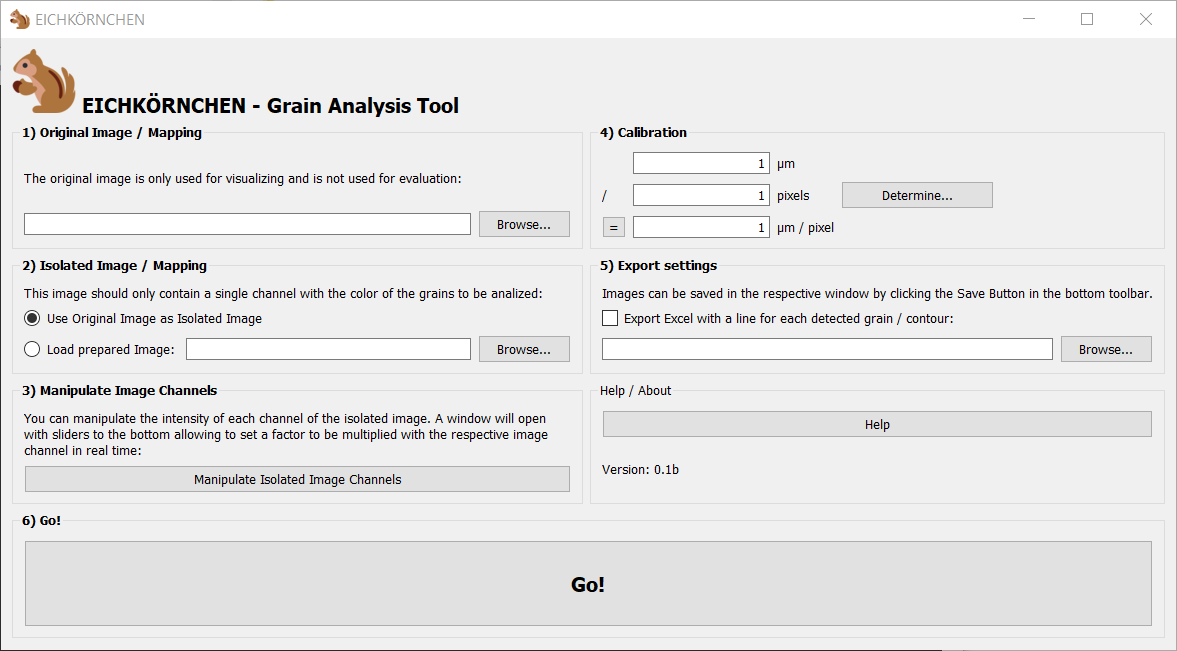 EICHKÖRNCHEN
EICHKÖRNCHEN - Grain Analysis Tool
1) Original Image / Mapping
The original image is only used for visualizing and is not used for evaluation:
Browse...
2) Isolated Image / Mapping
This image should only contain a single channel with the color of the grains to be analized:
Use Original Image as Isolated Image
Load prepared Image:
Browse...
3) Manipulate Image Channels
You can manipulate the intensity of each channel of the isolated image. A window will open
with sliders to the bottom allowing to set a factor to be multiplied with the respective image
channel in real time:
Manipulate Isolated Image Channels
4) Calibration
1 µm
/ 1 pixels Determine...
= 1 µm / pixel
5) Export settings
Images can be saved in the respective window by clicking the Save Button in the bottom toolbar.
Export Excel with a line for each detected grain / contour:
Browse...
Help / About
Help
Version: 0.1b
6) Go!
Go!